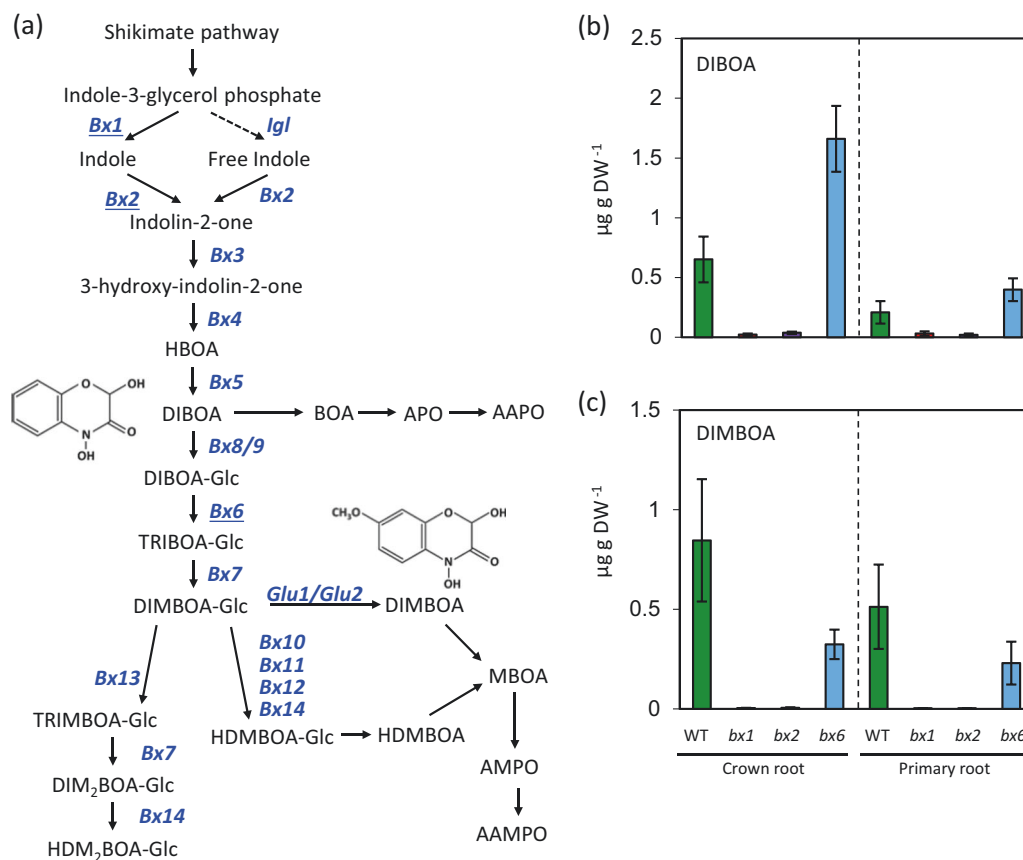 (a)
Shikimate pathway
Indole-3-glycerol phosphate
Bx1
Igl
Indole
Free Indole
Bx2
Bx2
Indolin-2-one
Bx3
3-hydroxy-indolin-2-one
Bx4
HBOA
Bx5
DIBOA
BOA
APO
AAPO
O
OH
N
O
OH
Bx8/9
DIBOA-Glc
Bx6
TRIBOA-Glc
CH₃O
O
OH
N
O
OH
Bx7
DIMBOA-Glc
Glu1/Glu2
DIMBOA
Bx13
Bx10
Bx11
Bx12
Bx14
MBOA
TRIMBOA-Glc
HDMBOA-Glc
HDMBOA
Bx7
DIM₂BOA-Glc
AMPO
Bx14
HDM₂BOA-Glc
AAMPO
(b)
DIBOA
µg g DW⁻¹
2.5
2
1.5
1
0.5
0
(c)
DIMBOA
µg g DW⁻¹
1.5
1
0.5
0
WT bx1 bx2 bx6 WT bx1 bx2 bx6
Crown root Primary root